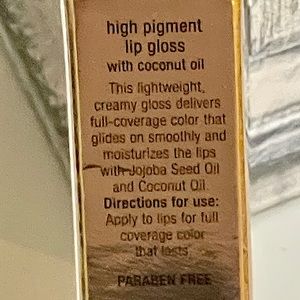 high pigment
lip gloss
with coconut oil
This lightweight,
creamy gloss delivers
full-coverage color that
glides on smoothly and
moisturizes the lips
with Jojoba Seed Oil
and Coconut Oil.
Directions for use:
Apply to lips for full
coverage color
that lasts
PARABEN FREE